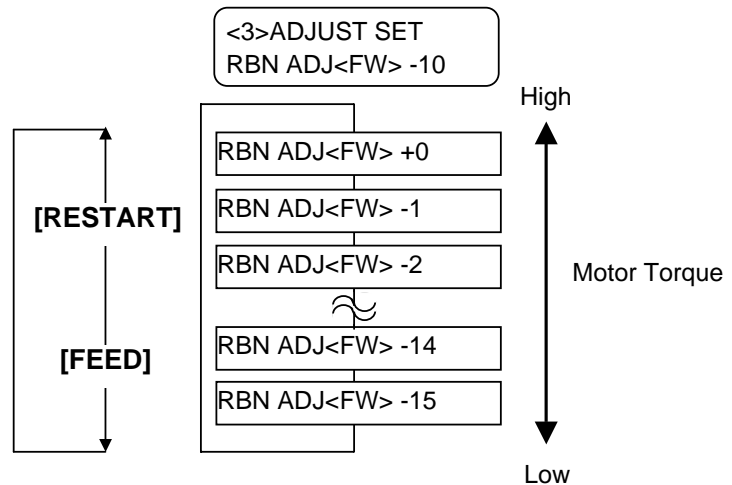 <3>ADJUST SET
RBN ADJ<FW> -10
High
RBN ADJ<FW> +0
RBN ADJ<FW> -1
[RESTART]
RBN ADJ<FW> -2
Motor Torque
RBN ADJ<FW> -14
[FEED]
RBN ADJ<FW> -15
Low